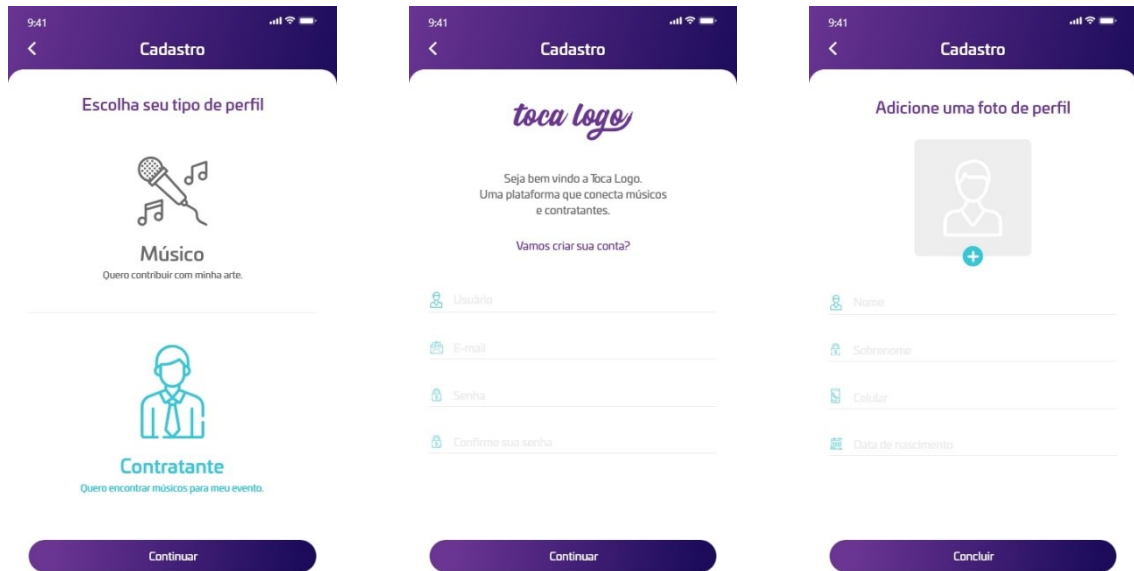 9:41
Cadastro
Escolha seu tipo de perfil
Músico
Quero contribuir com minha arte.
Contratante
Quero encontrar músicos para meu evento.
Continuar
9:41
Cadastro
toca logo
Seja bem vindo a Toca Logo.
Uma plataforma que conecta músicos
e contratantes.
Vamos criar sua conta?
Usuário
E-mail
Senha
Confirme sua senha
Continuar
9:41
Cadastro
Adicione uma foto de perfil
Nome
Sobrenome
Celular
Data de nascimento
Concluir